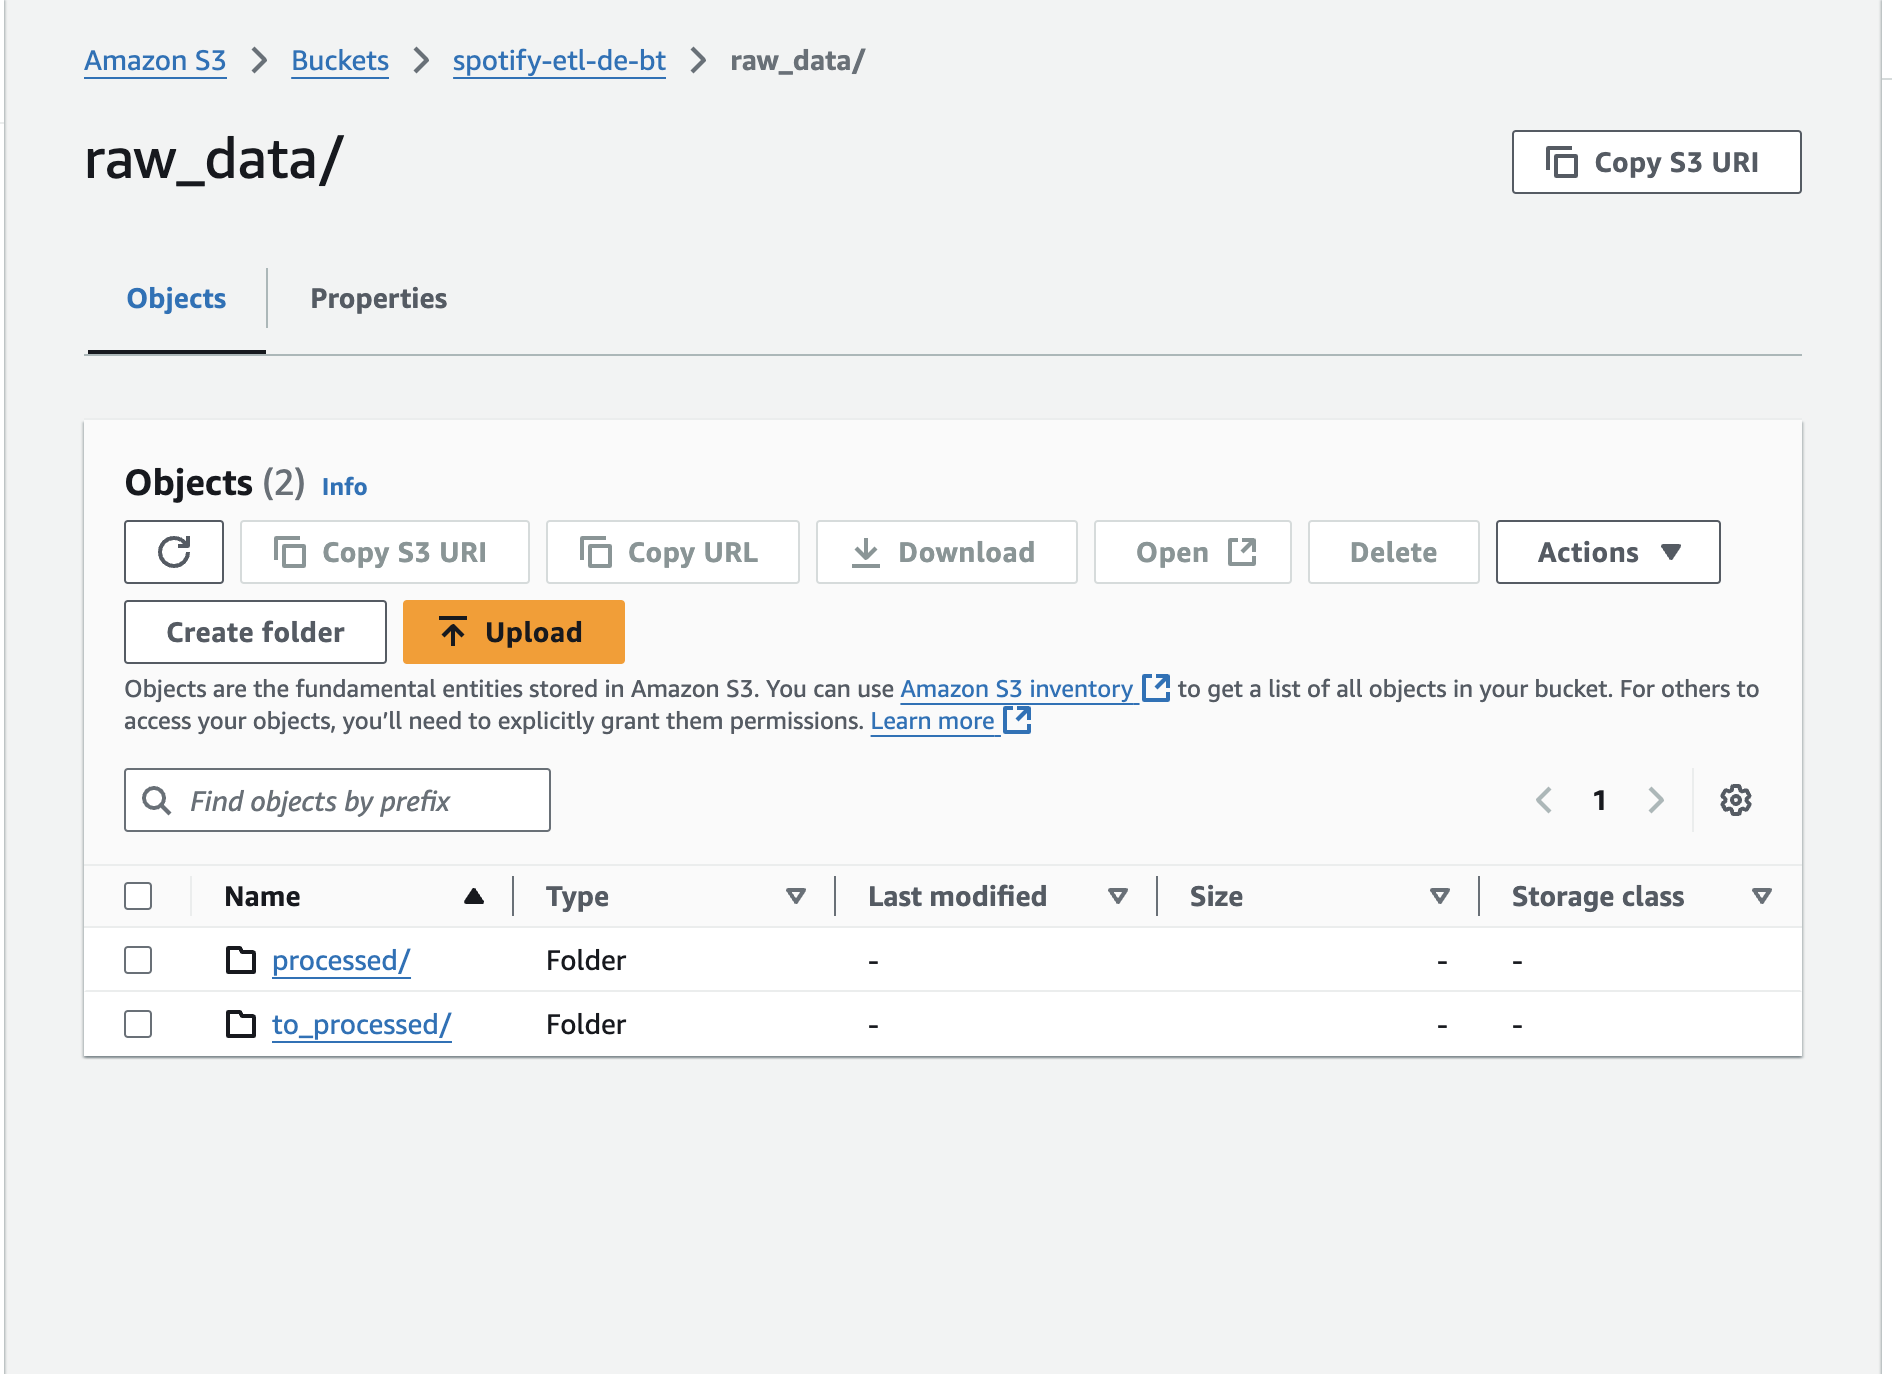 Amazon S3 > Buckets > spotify-etl-de-bt > raw_data/
raw_data/
Copy S3 URI
Objects
Properties
Objects (2) Info
Copy S3 URI
Copy URL
Download
Open
Delete
Actions
Create folder
Upload
Objects are the fundamental entities stored in Amazon S3. You can use Amazon S3 inventory to get a list of all objects in your bucket. For others to
access your objects, you’ll need to explicitly grant them permissions. Learn more
Find objects by prefix
1
Name Type Last modified Size Storage class
processed/ Folder - - -
to_processed/ Folder - - -